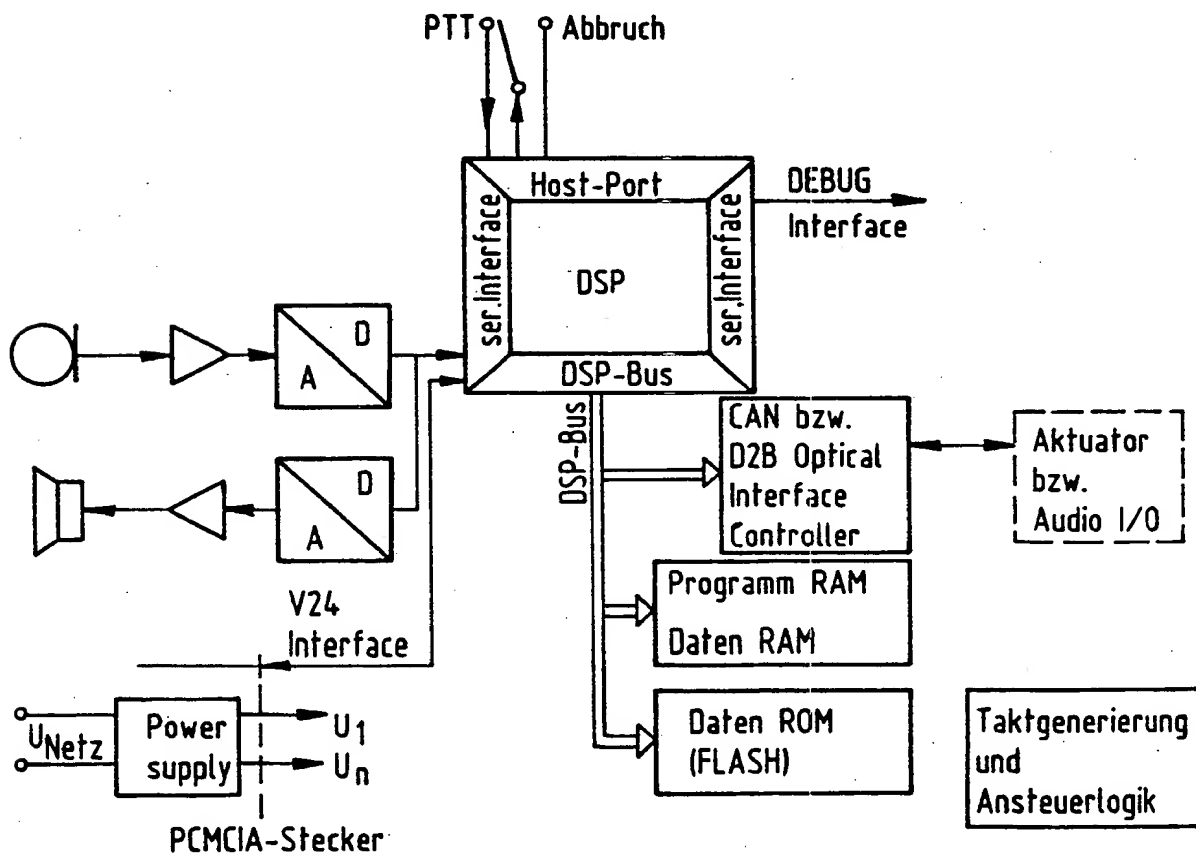 PTT
Abbruch
Host-Port
ser.Interface
DSP
ser.Interface
DSP-Bus
DEBUG
Interface
D
A
D
A
DSP-Bus
CAN bzw.
D2B Optical
Interface
Controller
Aktuator
bzw.
Audio I/O
V24
Interface
Programm RAM
Daten RAM
Daten ROM
(FLASH)
Taktgenerierung
und
Ansteuerlogik
UNetz
Power
supply
U1
Un
PCMCIA-Stecker